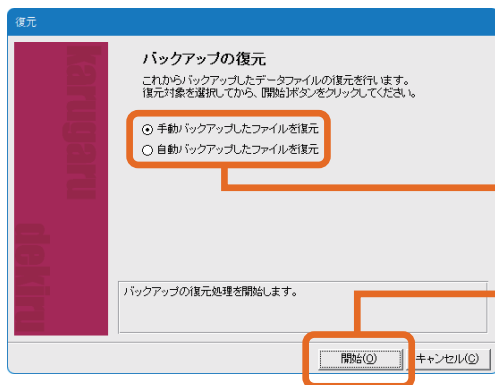 復元
karugaru
dekiru
バックアップの復元
これからバックアップしたデータファイルの復元を行います。
復元対象を選択してから、[開始]ボタンをクリックしてください。
手動バックアップしたファイルを復元
自動バックアップしたファイルを復元
バックアップの復元処理を開始します。
開始(O)
キャンセル(C)